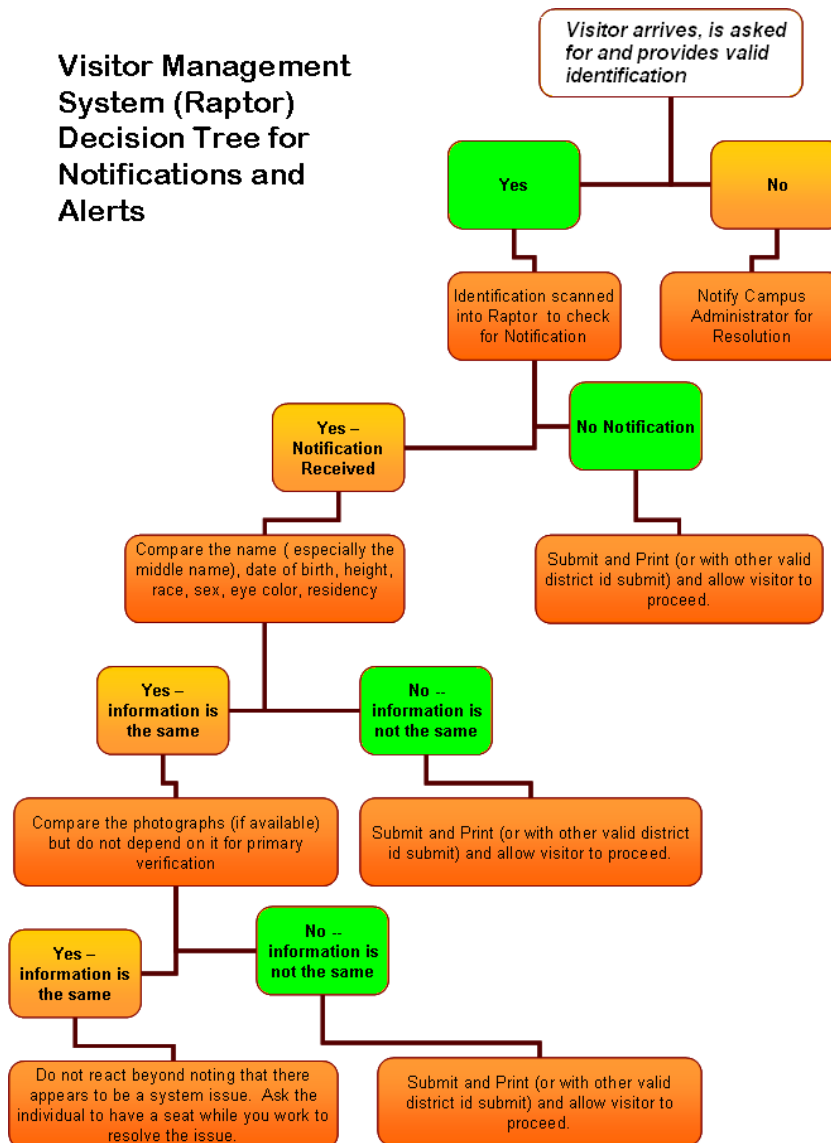 Visitor Management
System (Raptor)
Decision Tree for
Notifications and
Alerts
Visitor arrives, is asked
for and provides valid
identification
Yes
No
Identification scanned
into Raptor to check
for Notification
Notify Campus
Administrator for
Resolution
Yes –
Notification
Received
No Notification
Compare the name ( especially the
middle name), date of birth, height,
race, sex, eye color, residency
Submit and Print (or with other valid
district id submit) and allow visitor to
proceed.
Yes –
information is
the same
No --
information is
not the same
Compare the photographs (if available)
but do not depend on it for primary
verification
Submit and Print (or with other valid district
id submit) and allow visitor to proceed.
Yes –
information is
the same
No --
information is
not the same
Do not react beyond noting that there
appears to be a system issue. Ask the
individual to have a seat while you work to
resolve the issue.
Submit and Print (or with other valid
district id submit) and allow visitor to
proceed.